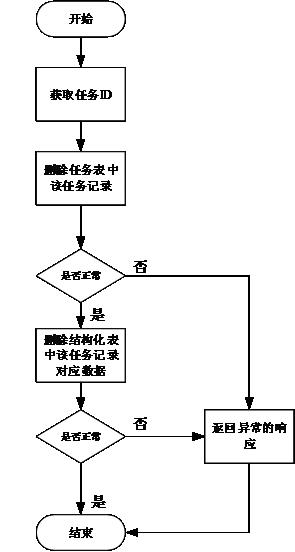 开始
获取任务ID
删除任务表中
该任务记录
是否正常
否
是
删除结构化表
中该任务记录
对应数据
是否正常
否
返回异常的响
应
是
结束